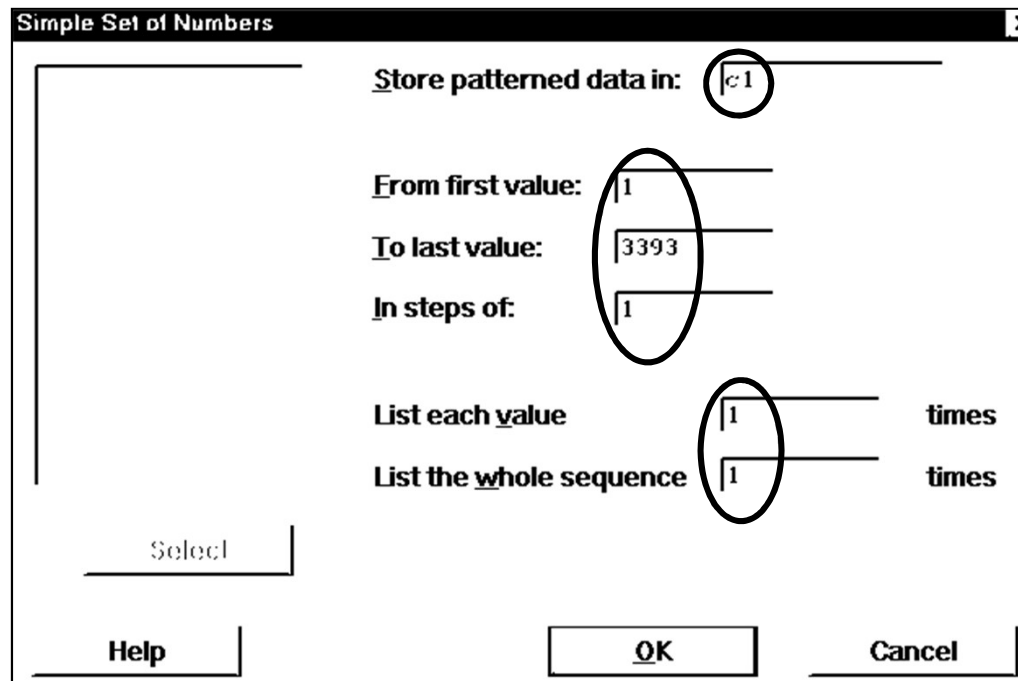 Simple Set of Numbers
Store patterned data in: c1
From first value: 1
To last value: 3393
In steps of: 1
List each value 1 times
List the whole sequence 1 times
Select
Help OK Cancel